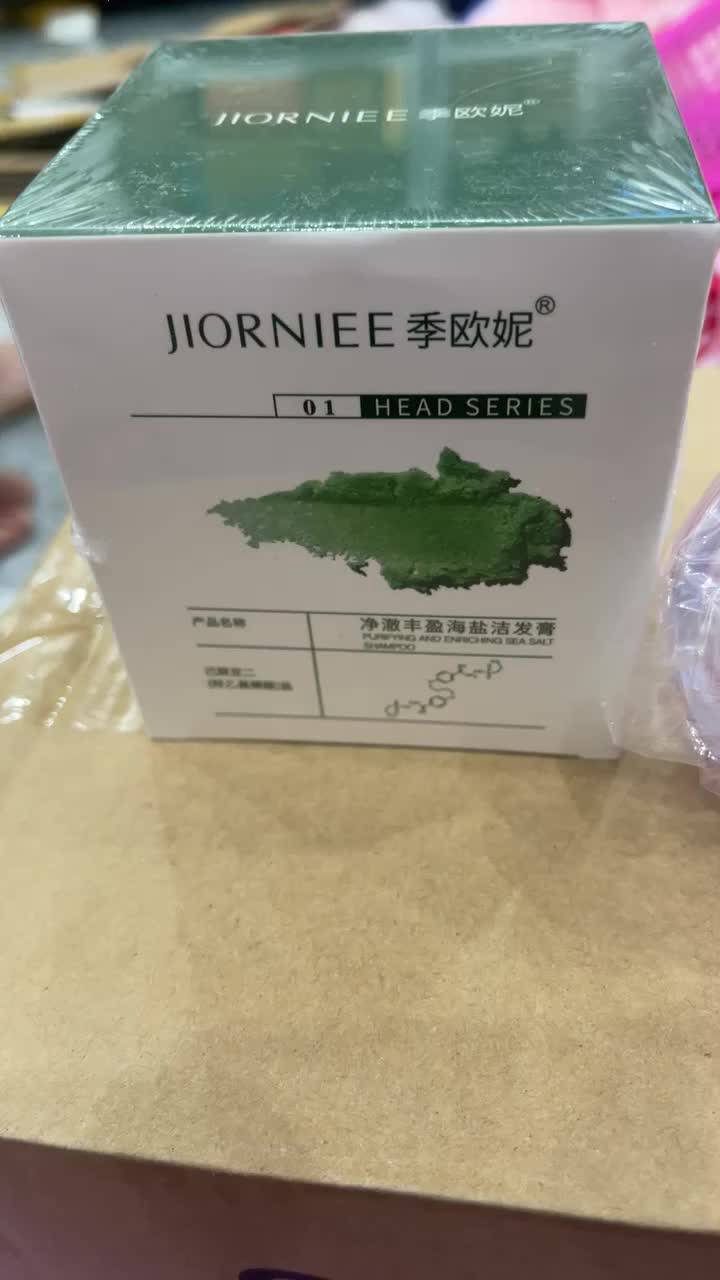 JIORNIEE 季欧妮®
JIORNIEE 季欧妮®
01 HEAD SERIES
产品名称
净澈丰盈海盐洁发膏
PURIFYING AND ENRICHING SEA SALT
SHAMPOO